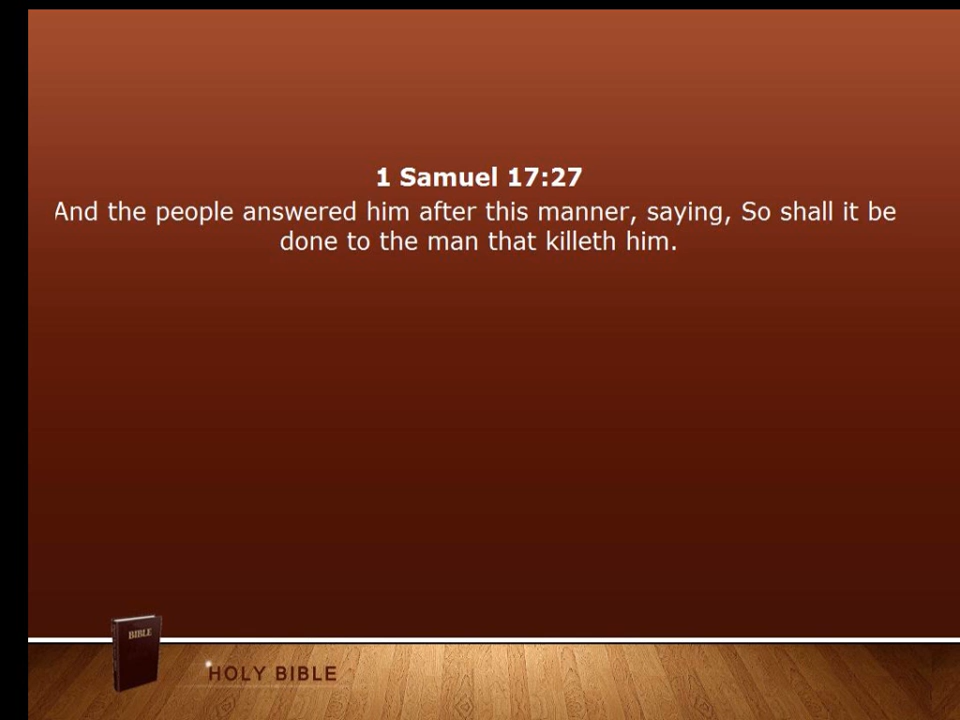 1 Samuel 17:27
And the people answered him after this manner, saying, So shall it be
done to the man that killeth him.
BIBLE
HOLY BIBLE